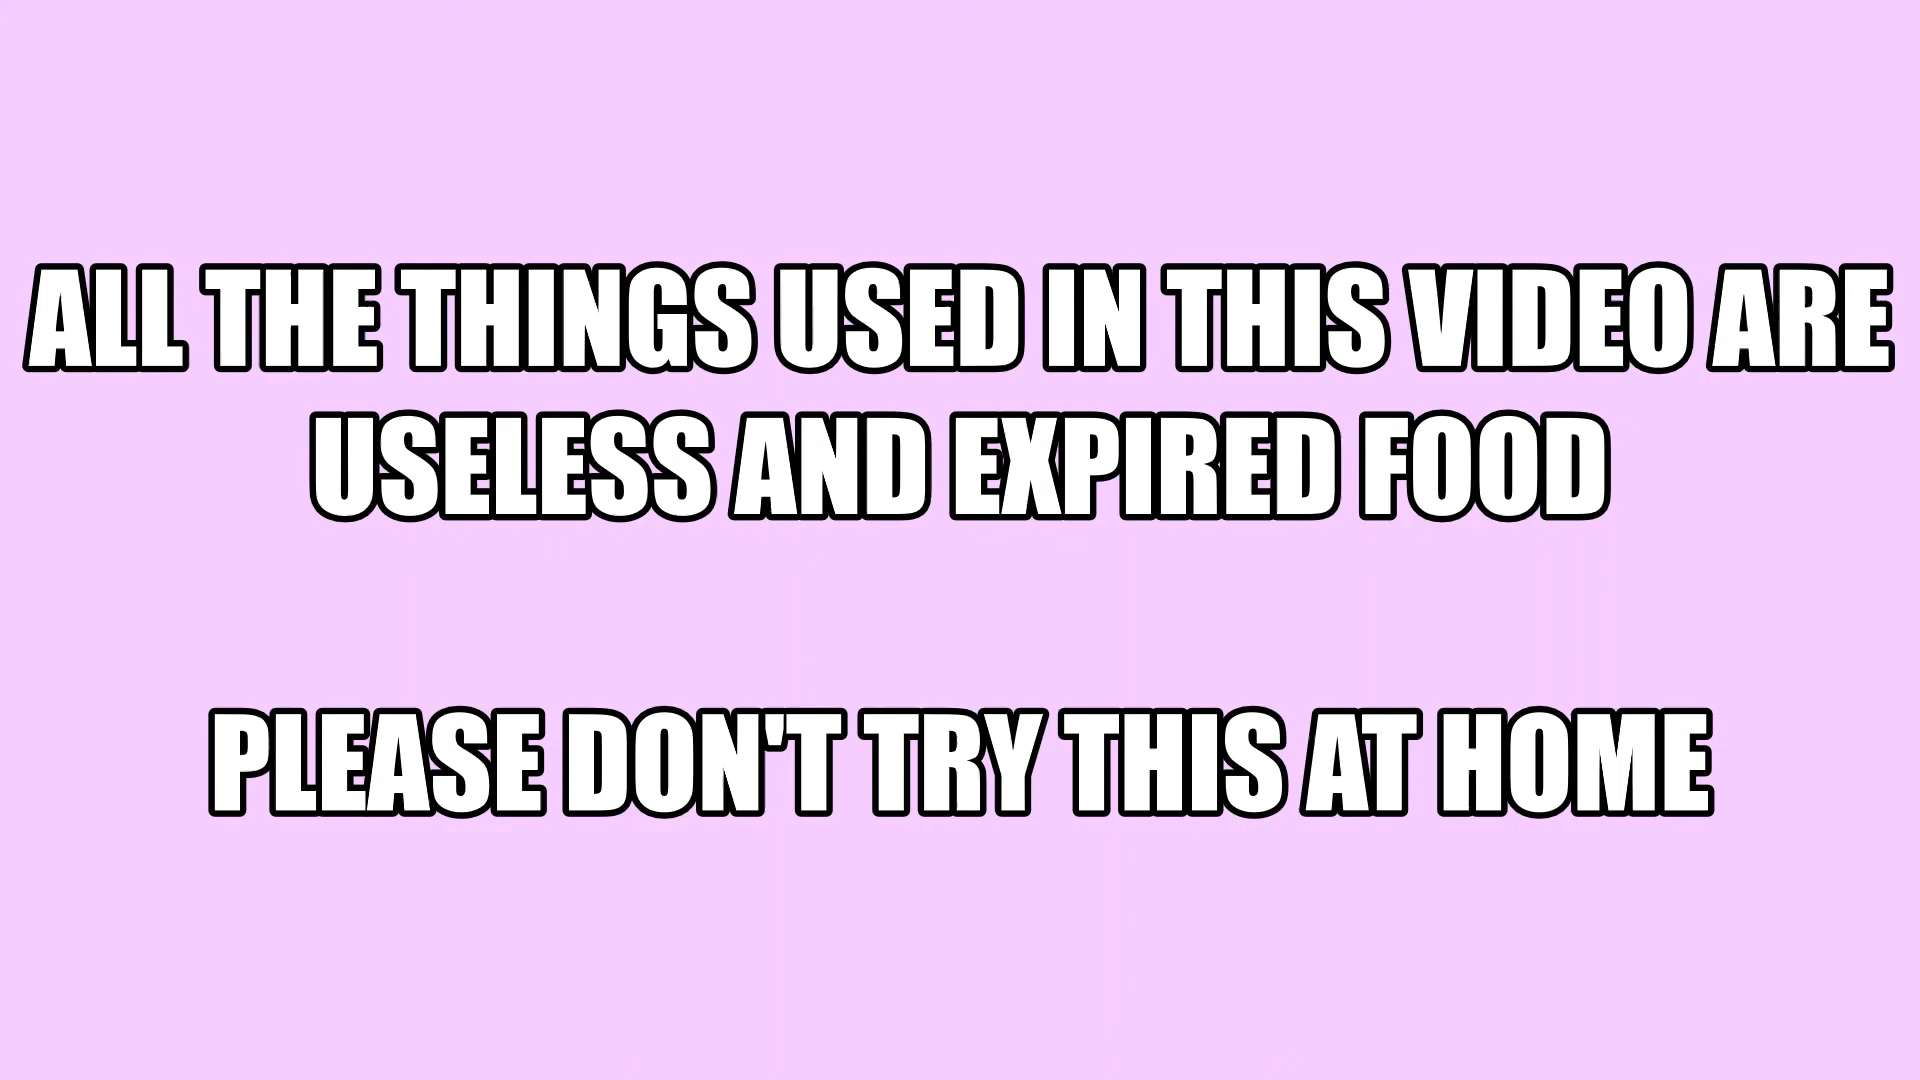 ALL THE THINGS USED IN THIS VIDEO ARE
USELESS AND EXPIRED FOOD
PLEASE DON'T TRY THIS AT HOME